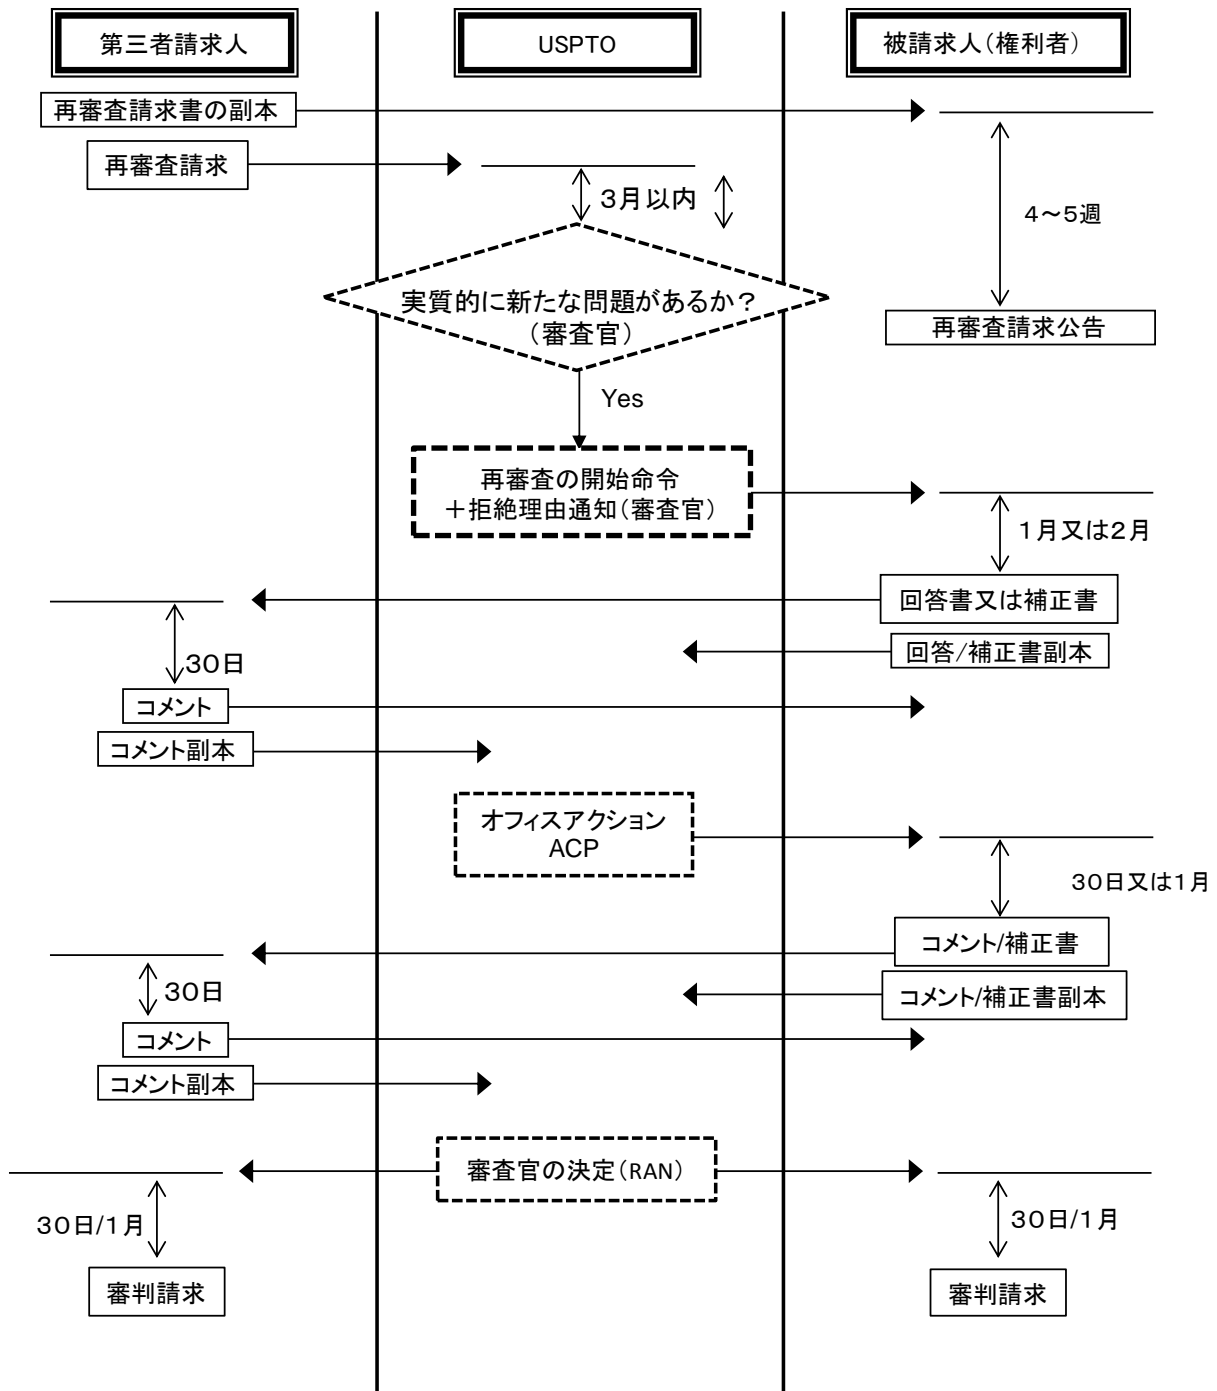 第三者請求人
USPTO
被請求人(権利者)
再審査請求書の副本
再審査請求
3月以内
4～5週
実質的に新たな問題があるか?
(審査官)
再審査請求公告
Yes
再審査の開始命令
+拒絶理由通知(審査官)
1月又は2月
回答書又は補正書
30日
回答/補正書副本
コメント
コメント副本
オフィスアクション
ACP
30日又は1月
コメント/補正書
30日
コメント/補正書副本
コメント
コメント副本
審査官の決定(RAN)
30日/1月
30日/1月
審判請求
審判請求